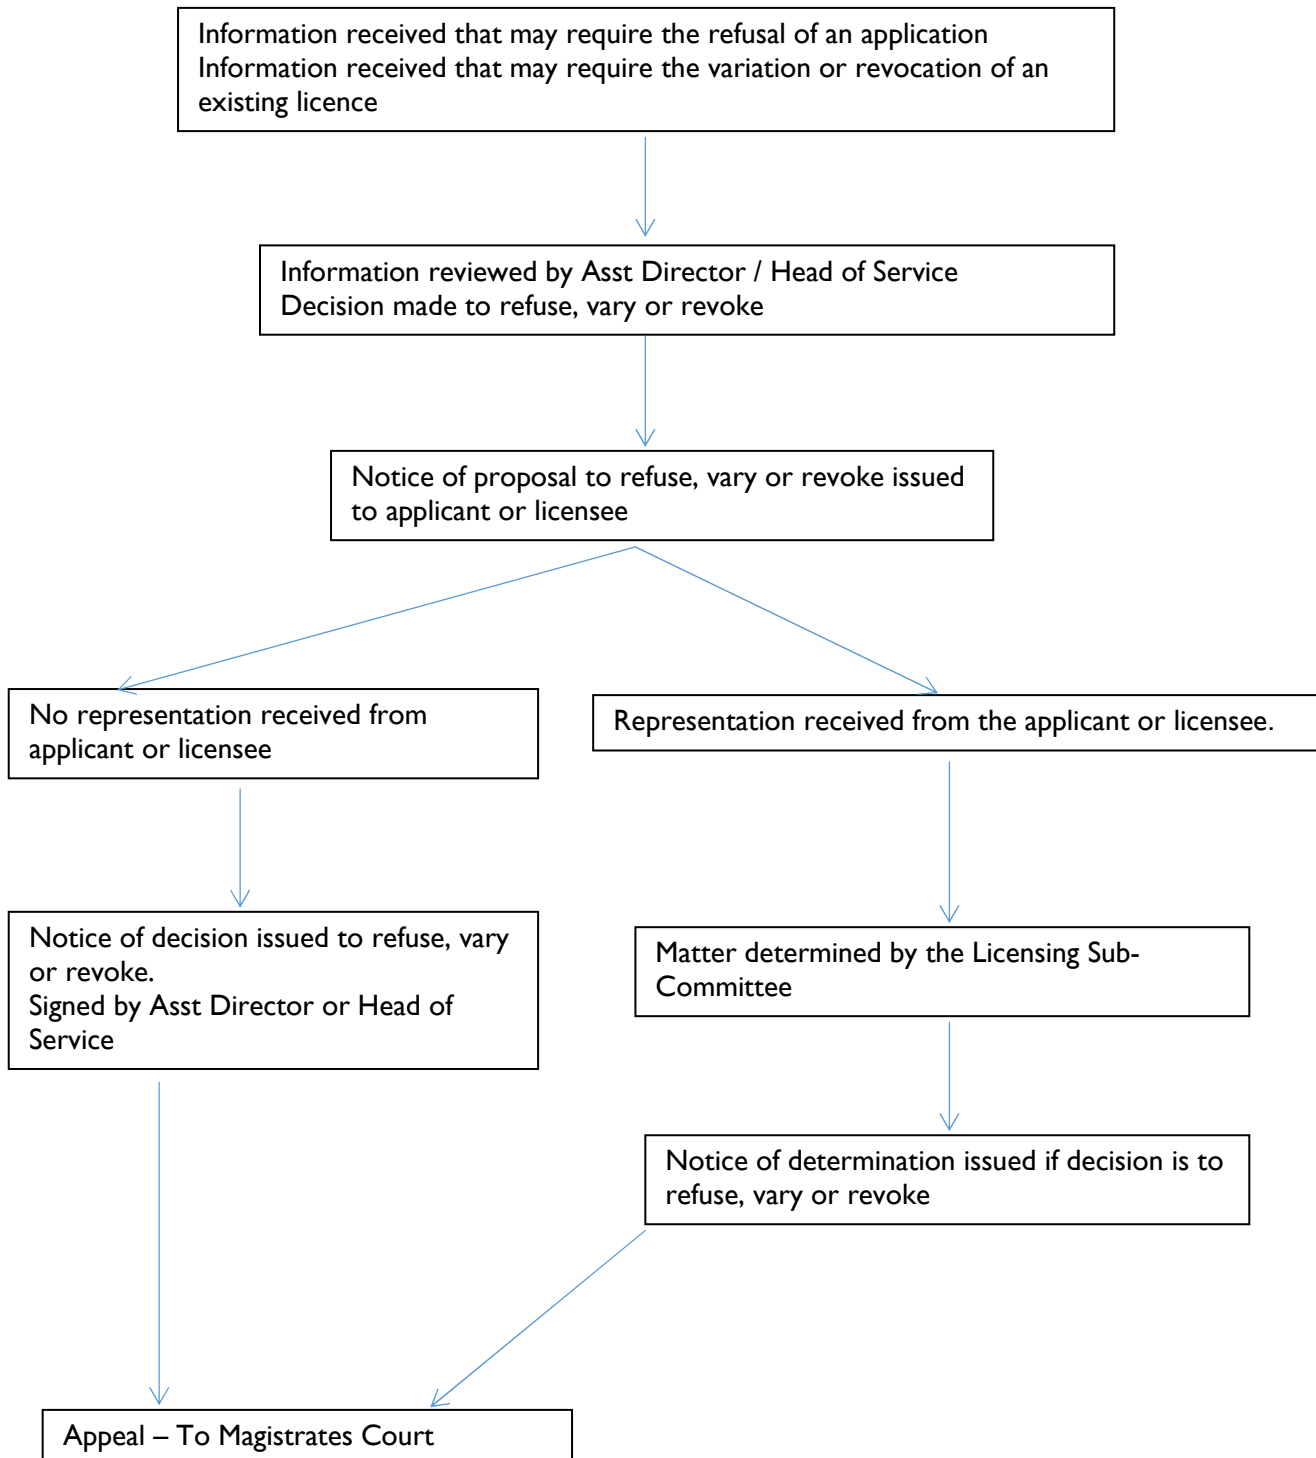 Information received that may require the refusal of an application
Information received that may require the variation or revocation of an
existing licence
Information reviewed by Asst Director / Head of Service
Decision made to refuse, vary or revoke
Notice of proposal to refuse, vary or revoke issued
to applicant or licensee
No representation received from
applicant or licensee
Representation received from the applicant or licensee.
Notice of decision issued to refuse, vary
or revoke.
Signed by Asst Director or Head of
Service
Matter determined by the Licensing Sub-
Committee
Notice of determination issued if decision is to
refuse, vary or revoke
Appeal – To Magistrates Court